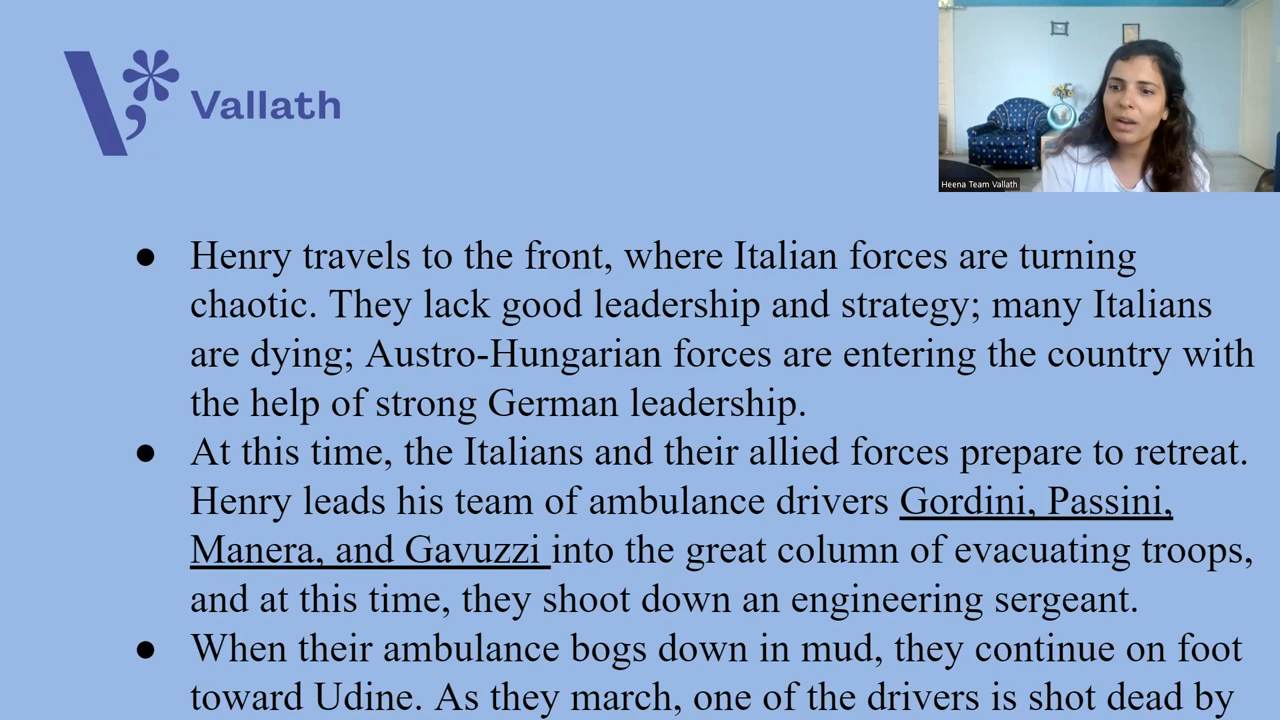 Vallath
Heena Team Vallath
● Henry travels to the front, where Italian forces are turning
chaotic. They lack good leadership and strategy; many Italians
are dying; Austro-Hungarian forces are entering the country with
the help of strong German leadership.
● At this time, the Italians and their allied forces prepare to retreat.
Henry leads his team of ambulance drivers Gordini, Passini,
Manera, and Gavuzzi into the great column of evacuating troops,
and at this time, they shoot down an engineering sergeant.
● When their ambulance bogs down in mud, they continue on foot
toward Udine. As they march, one of the drivers is shot dead by